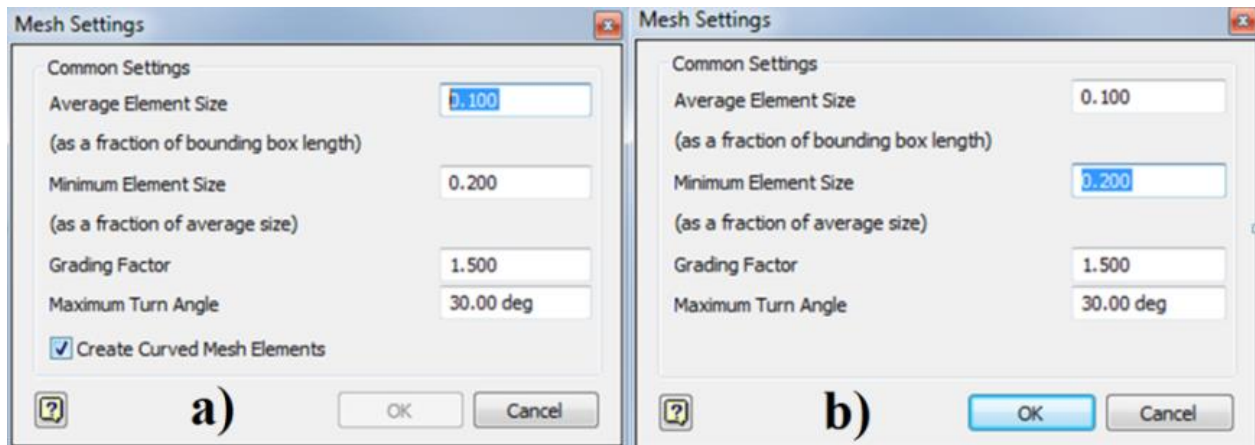 Mesh Settings
Common Settings
Average Element Size 0.100
(as a fraction of bounding box length)
Minimum Element Size 0.200
(as a fraction of average size)
Grading Factor 1.500
Maximum Turn Angle 30.00 deg
Create Curved Mesh Elements
a) OK Cancel
Mesh Settings
Common Settings
Average Element Size 0.100
(as a fraction of bounding box length)
Minimum Element Size 0.200
(as a fraction of average size)
Grading Factor 1.500
Maximum Turn Angle 30.00 deg
b) OK Cancel